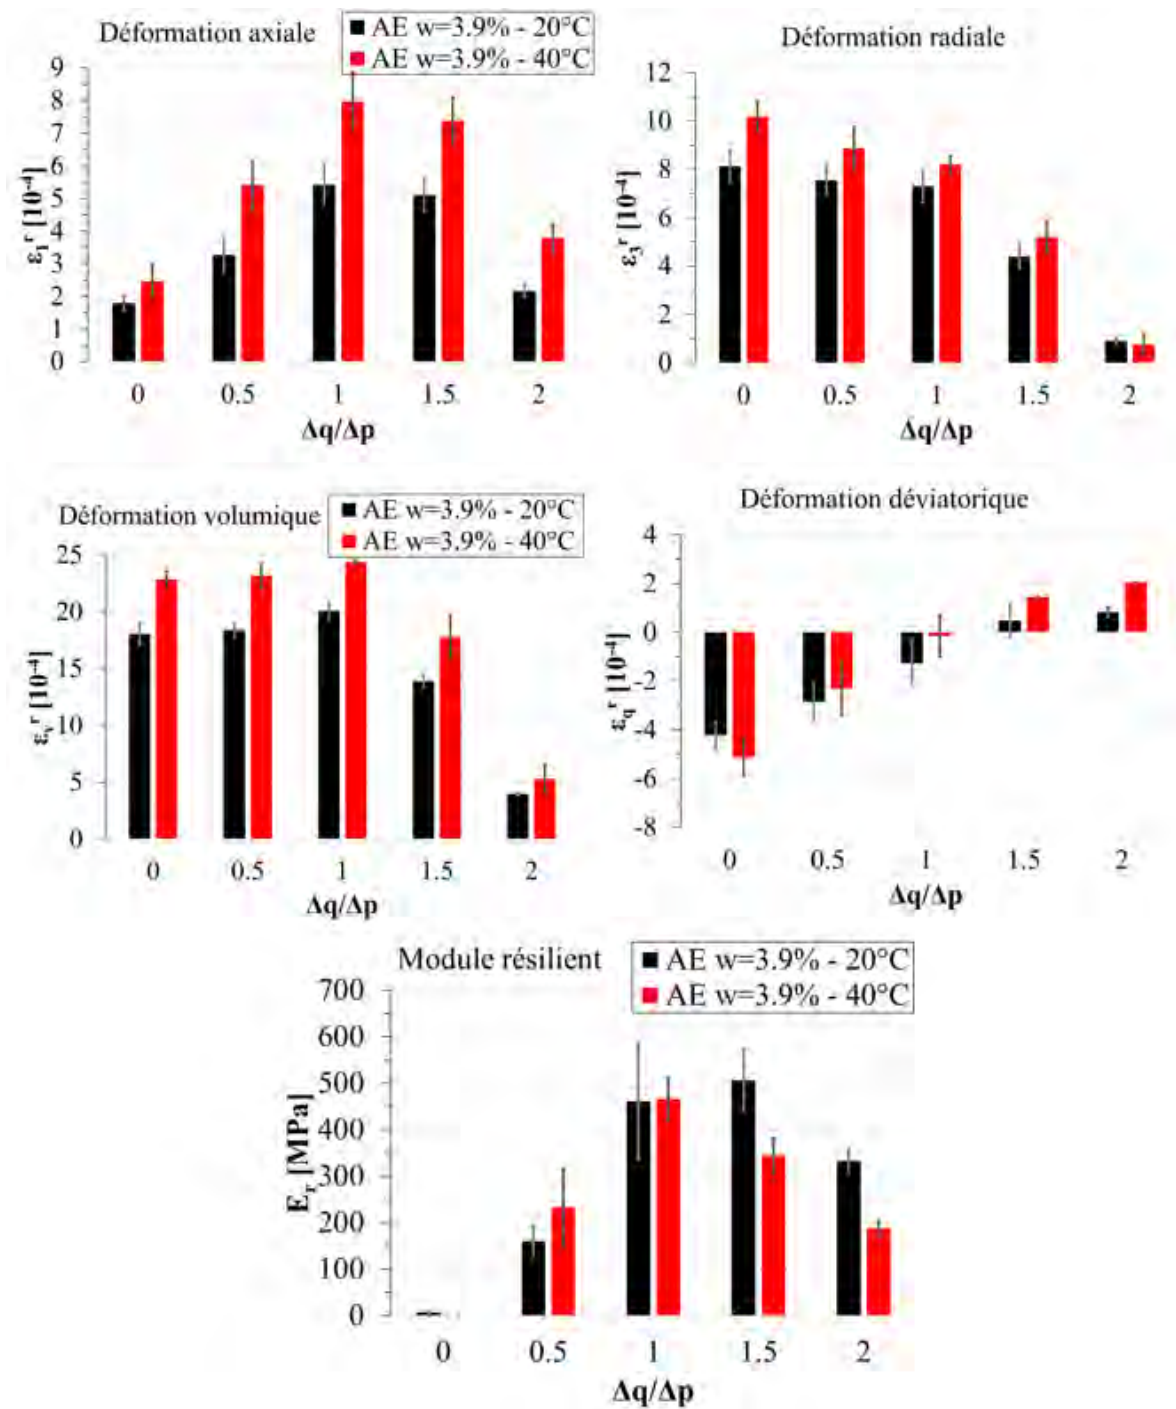 Déformation axiale
AE w=3.9% - 20°C
AE w=3.9% - 40°C
9
8
7
6
5
4
3
2
1
0
ε₁ʳ [10⁻⁴]
0 0.5 1 1.5 2
Δq/Δp
Déformation radiale
12
10
8
6
4
2
0
ε₃ʳ [10⁻⁴]
0 0.5 1 1.5 2
Δq/Δp
Déformation volumique
AE w=3.9% - 20°C
AE w=3.9% - 40°C
25
20
15
10
5
0
εᵥʳ [10⁻⁴]
0 0.5 1 1.5 2
Δq/Δp
Déformation déviatorique
4
2
0
-2
-4
-6
-8
ε_qʳ [10⁻⁴]
0 0.5 1 1.5 2
Δq/Δp
Module résilient
AE w=3.9% - 20°C
AE w=3.9% - 40°C
700
600
500
400
300
200
100
0
Eᵣ [MPa]
0 0.5 1 1.5 2
Δq/Δp